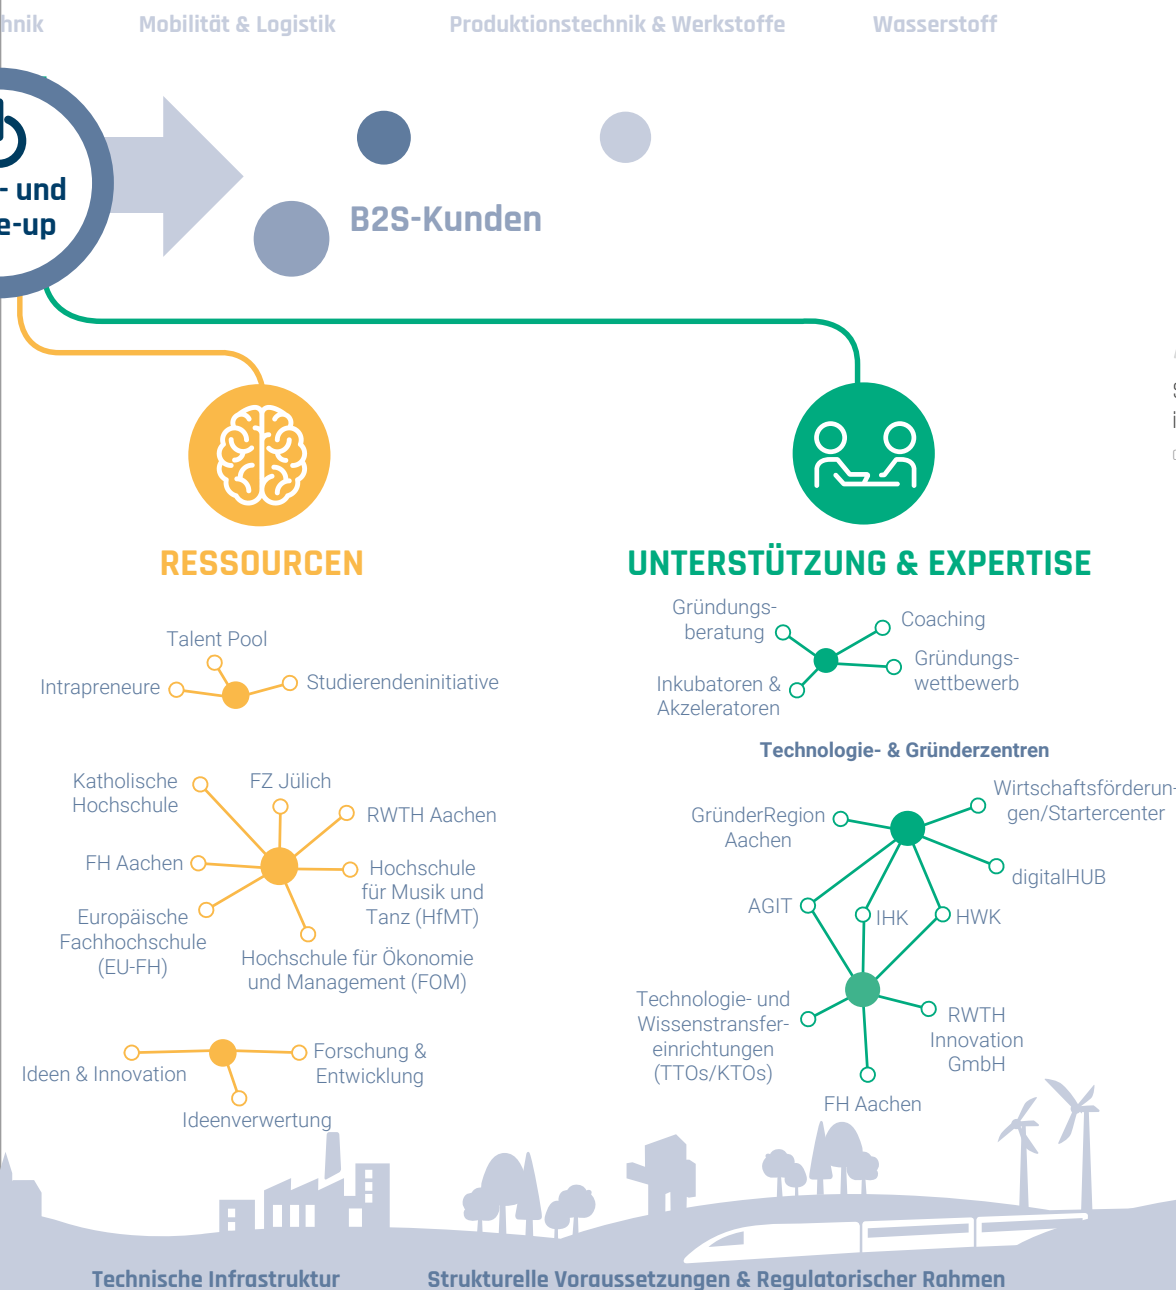 Mobilität & Logistik
Produktionstechnik & Werkstoffe
Wasserstoff
- und
e-up
B2S-Kunden
RESSOURCEN
Talent Pool
Intrapreneure
Studierendeninitiative
Katholische
Hochschule
FZ Jülich
RWTH Aachen
FH Aachen
Hochschule
für Musik und
Tanz (HfMT)
Europäische
Fachhochschule
(EU-FH)
Hochschule für Ökonomie
und Management (FOM)
Ideen & Innovation
Forschung &
Entwicklung
Ideenverwertung
UNTERSTÜTZUNG & EXPERTISE
Gründungs-
beratung
Coaching
Gründungs-
wettbewerb
Inkubatoren &
Akzeleratoren
Technologie- & Gründerzentren
GründerRegion
Aachen
Wirtschaftsförderun-
gen/Startercenter
digitalHUB
AGIT
IHK
HWK
Technologie- und
Wissenstransfer-
einrichtungen
(TTOs/KTOs)
RWTH
Innovation
GmbH
FH Aachen
Technische Infrastruktur
Strukturelle Voraussetzungen & Regulatorischer Rahmen